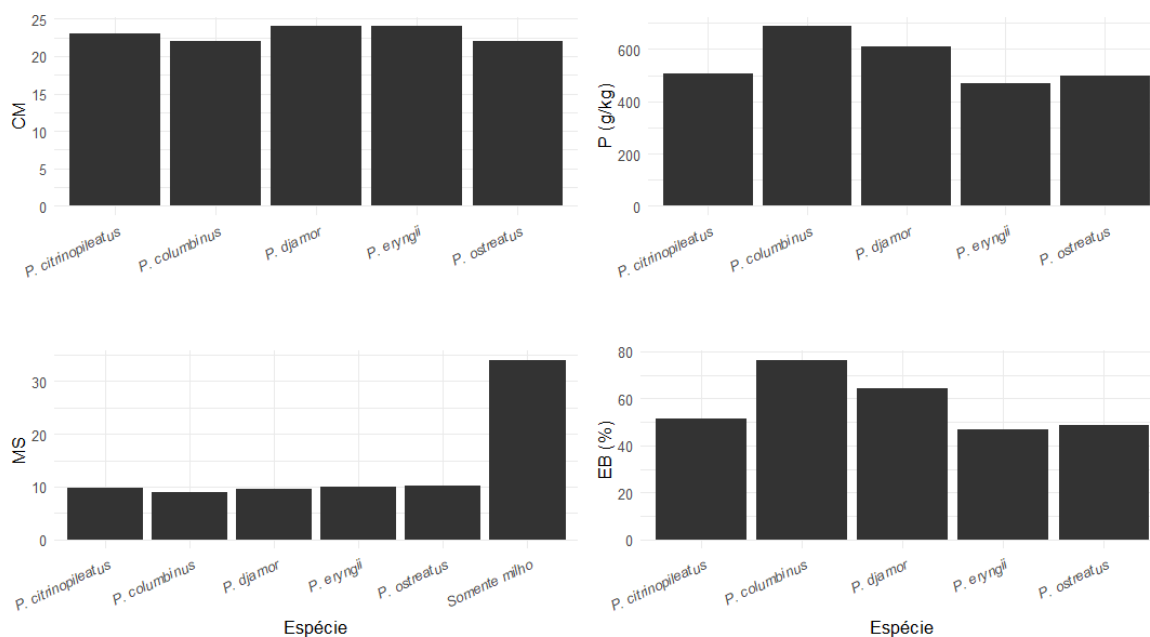 CM
25
20
15
10
5
0
P. citrinopileatus
P. columbinus
P. djamor
P. eryngii
P. ostreatus
P (g/kg)
600
400
200
0
P. citrinopileatus
P. columbinus
P. djamor
P. eryngii
P. ostreatus
MS
30
20
10
0
P. citrinopileatus
P. columbinus
P. djamor
P. eryngii
P. ostreatus
Somente milho
Espécie
EB (%)
80
60
40
20
0
P. citrinopileatus
P. columbinus
P. djamor
P. eryngii
P. ostreatus
Espécie